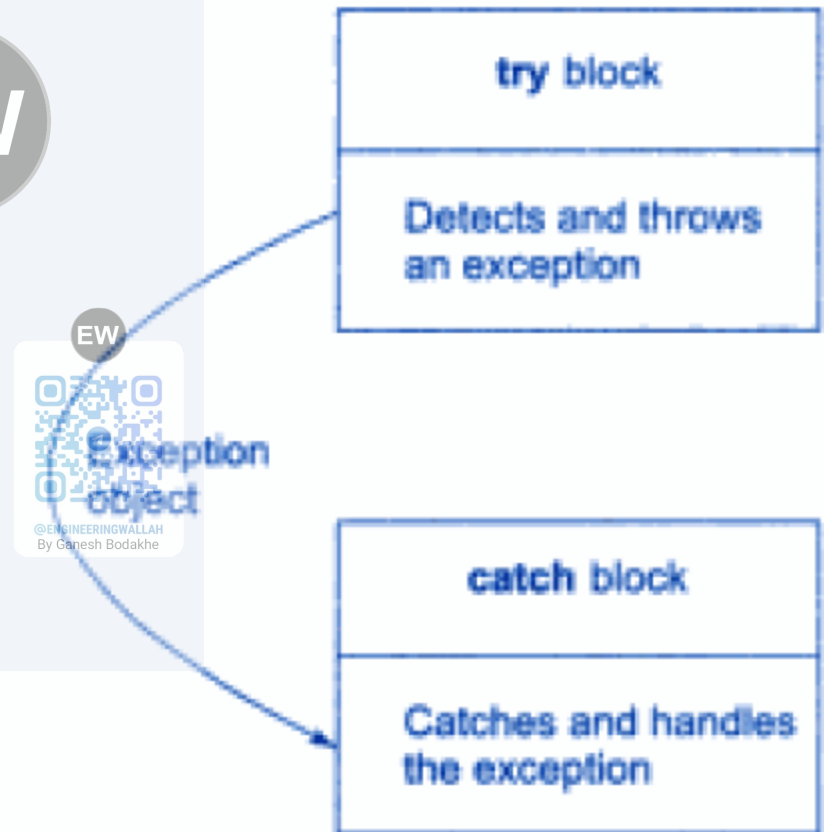 try block
Detects and throws
an exception
EW
Exception
object
@ENGINEERINGWALLAH
By Ganesh Bodakhe
catch block
Catches and handles
the exception